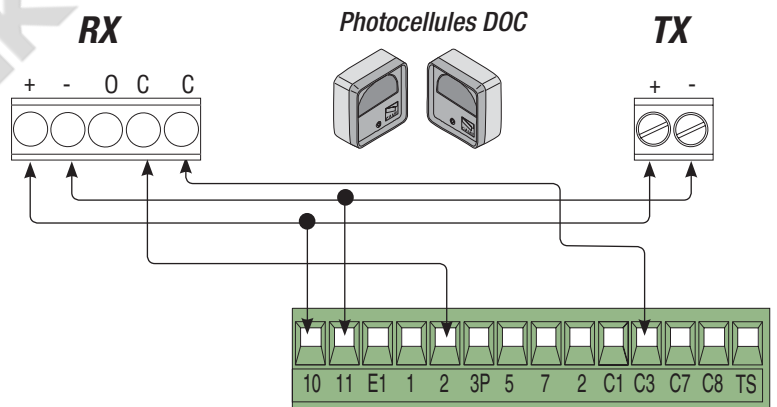 RX
Photocellules DOC
TX
+ - O C C
+ -
10 11 E1 1 2 3P 5 7 2 C1 C3 C7 C8 TS